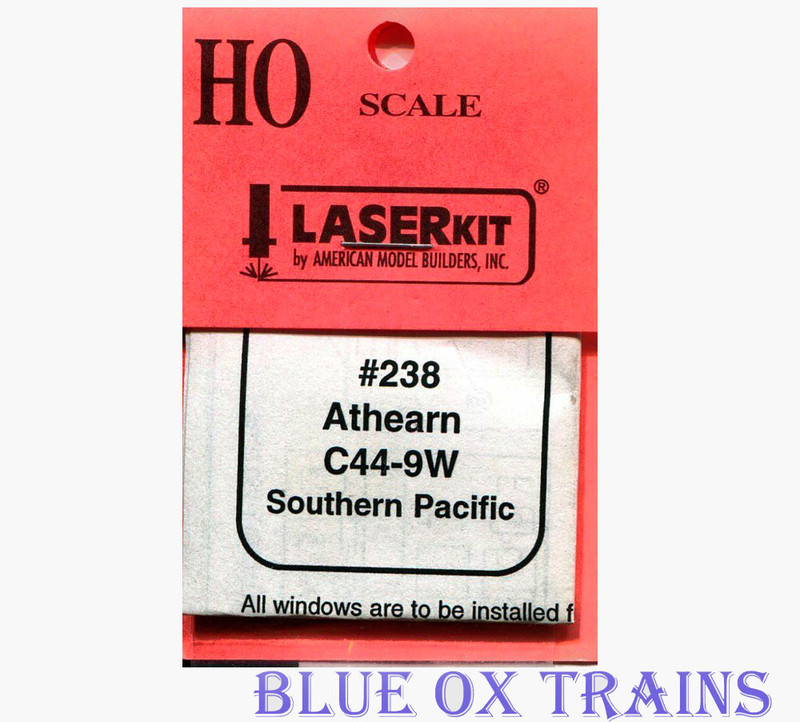 HO SCALE
LASERKIT ®
by AMERICAN MODEL BUILDERS, INC.
#238
Athearn
C44-9W
Southern Pacific
All windows are to be installed f
BLUE OX TRAINS